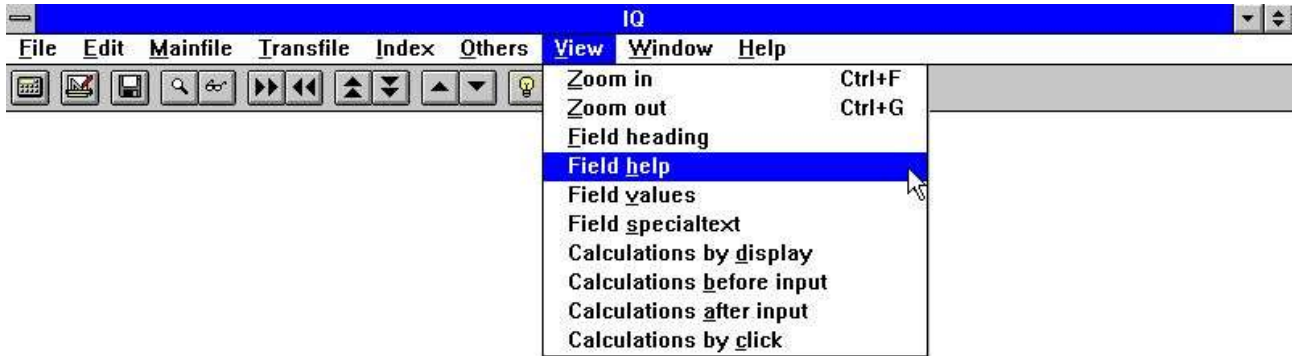 IQ
File Edit Mainfile Transfile Index Others View Window Help
Zoom in Ctrl+F
Zoom out Ctrl+G
Field heading
Field help
Field values
Field specialtext
Calculations by display
Calculations before input
Calculations after input
Calculations by click